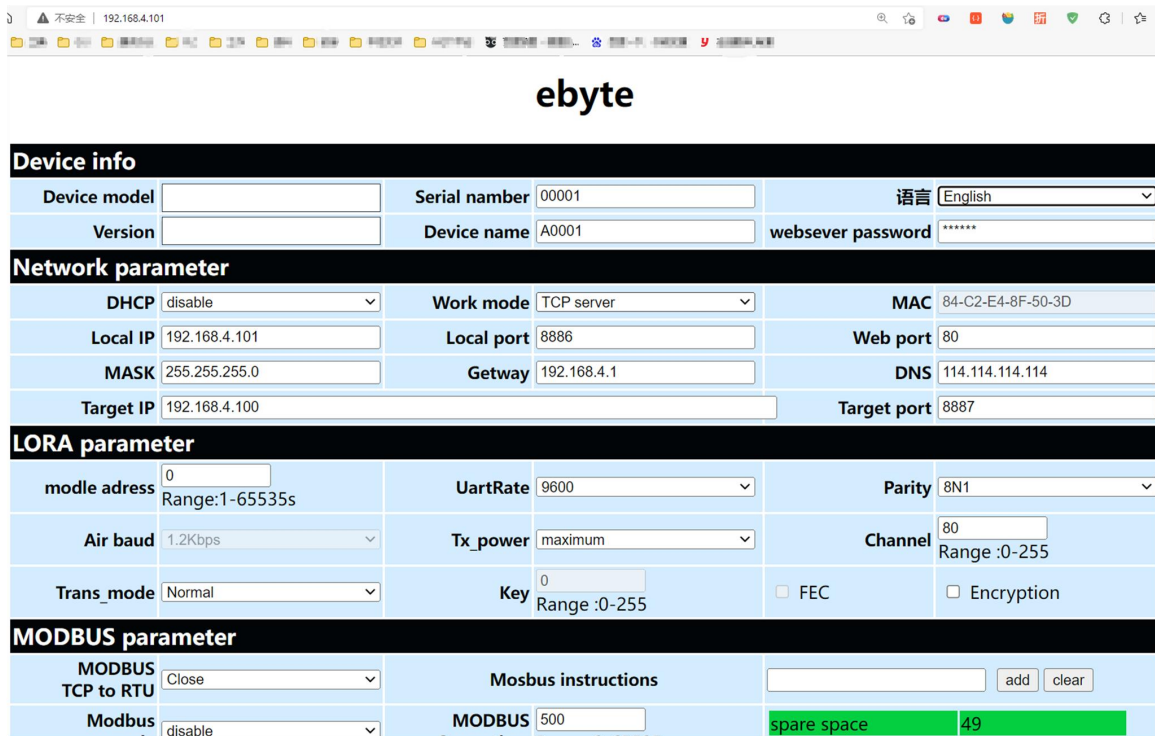 不安全 192.168.4.101
ebyte
Device info
Device model Serial namber 00001 语言 English
Version Device name A0001 websever password ******
Network parameter
DHCP disable Work mode TCP server MAC 84-C2-E4-8F-50-3D
Local IP 192.168.4.101 Local port 8886 Web port 80
MASK 255.255.255.0 Getway 192.168.4.1 DNS 114.114.114.114
Target IP 192.168.4.100 Target port 8887
LORA parameter
modle adress 0 UartRate 9600 Parity 8N1
Range:1-65535s
Air baud 1.2Kbps Tx_power maximum Channel 80
Range :0-255
Trans_mode Normal Key 0 FEC Encryption
Range :0-255
MODBUS parameter
MODBUS
TCP to RTU Close Mosbus instructions add clear
Modbus disable MODBUS 500 spare space 49